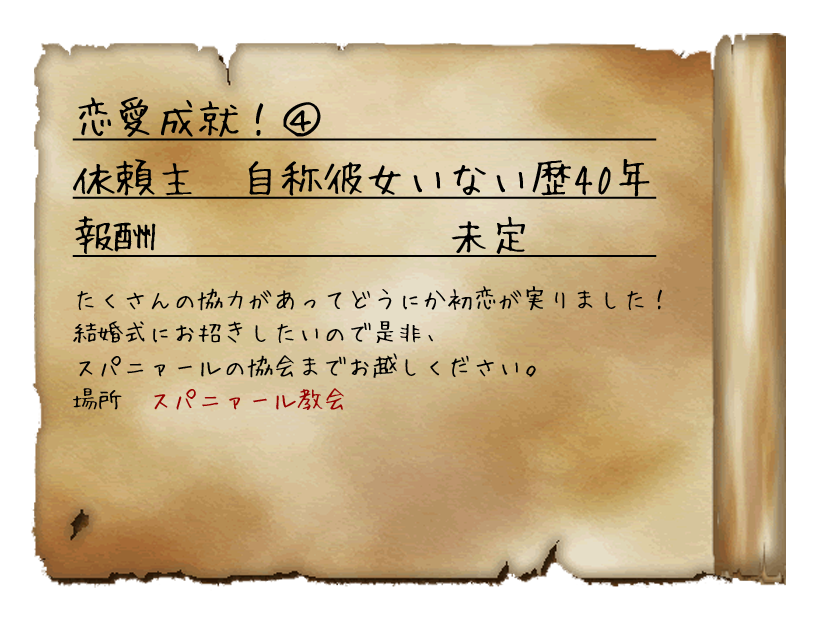 恋愛成就！④
依頼主　自称彼女いない歴40年
報酬　未定
たくさんの協力があってどうにか初恋が実りました！
結婚式にお招きしたいので是非、
スパニァールの協会までお越しください。
場所　スパニァール教会